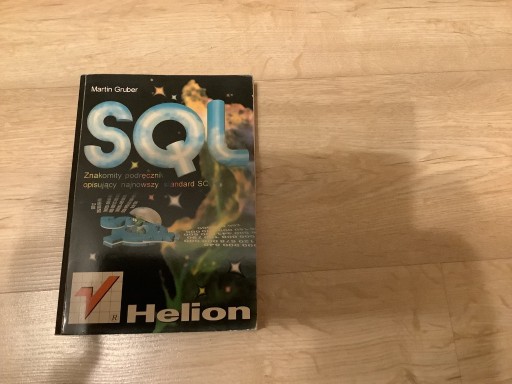 Martin Gruber
SQL
Znakomity podręcznik
opisujący najnowszy standard SQL
R
Helion